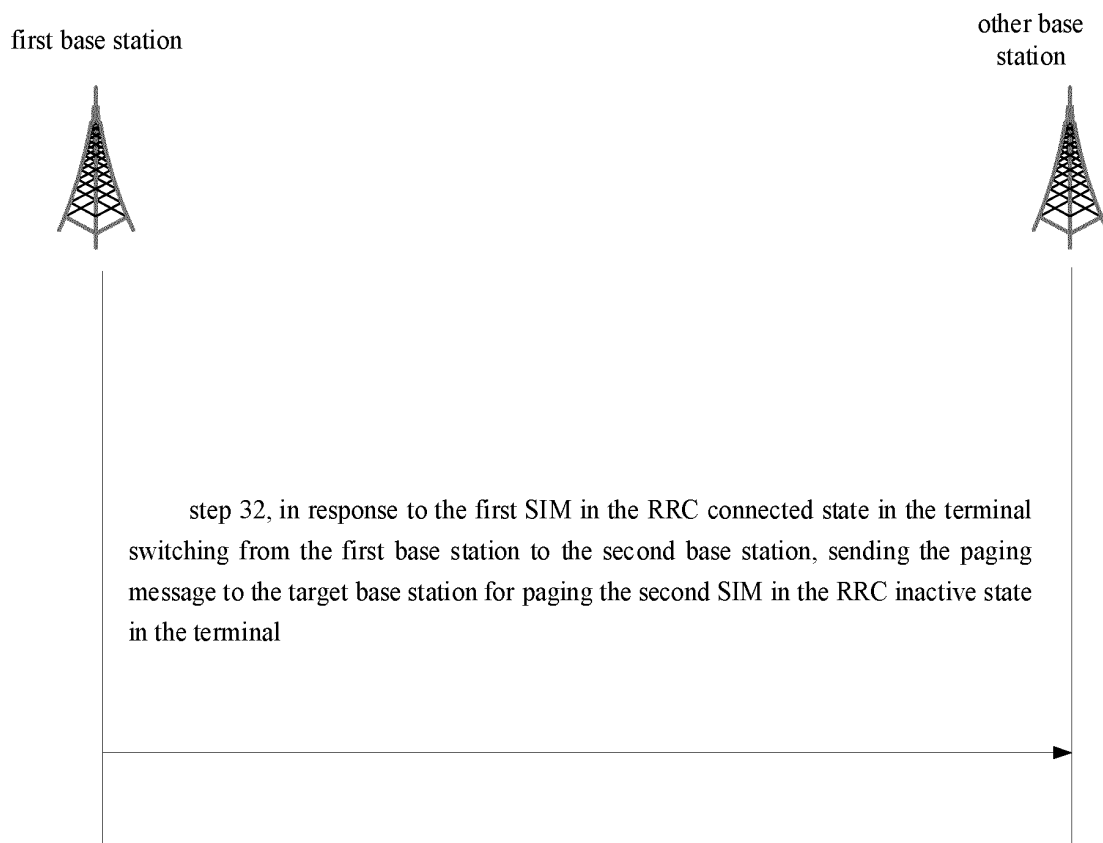 first base station
other base
station
step 32, in response to the first SIM in the RRC connected state in the terminal
switching from the first base station to the second base station, sending the paging
message to the target base station for paging the second SIM in the RRC inactive state
in the terminal